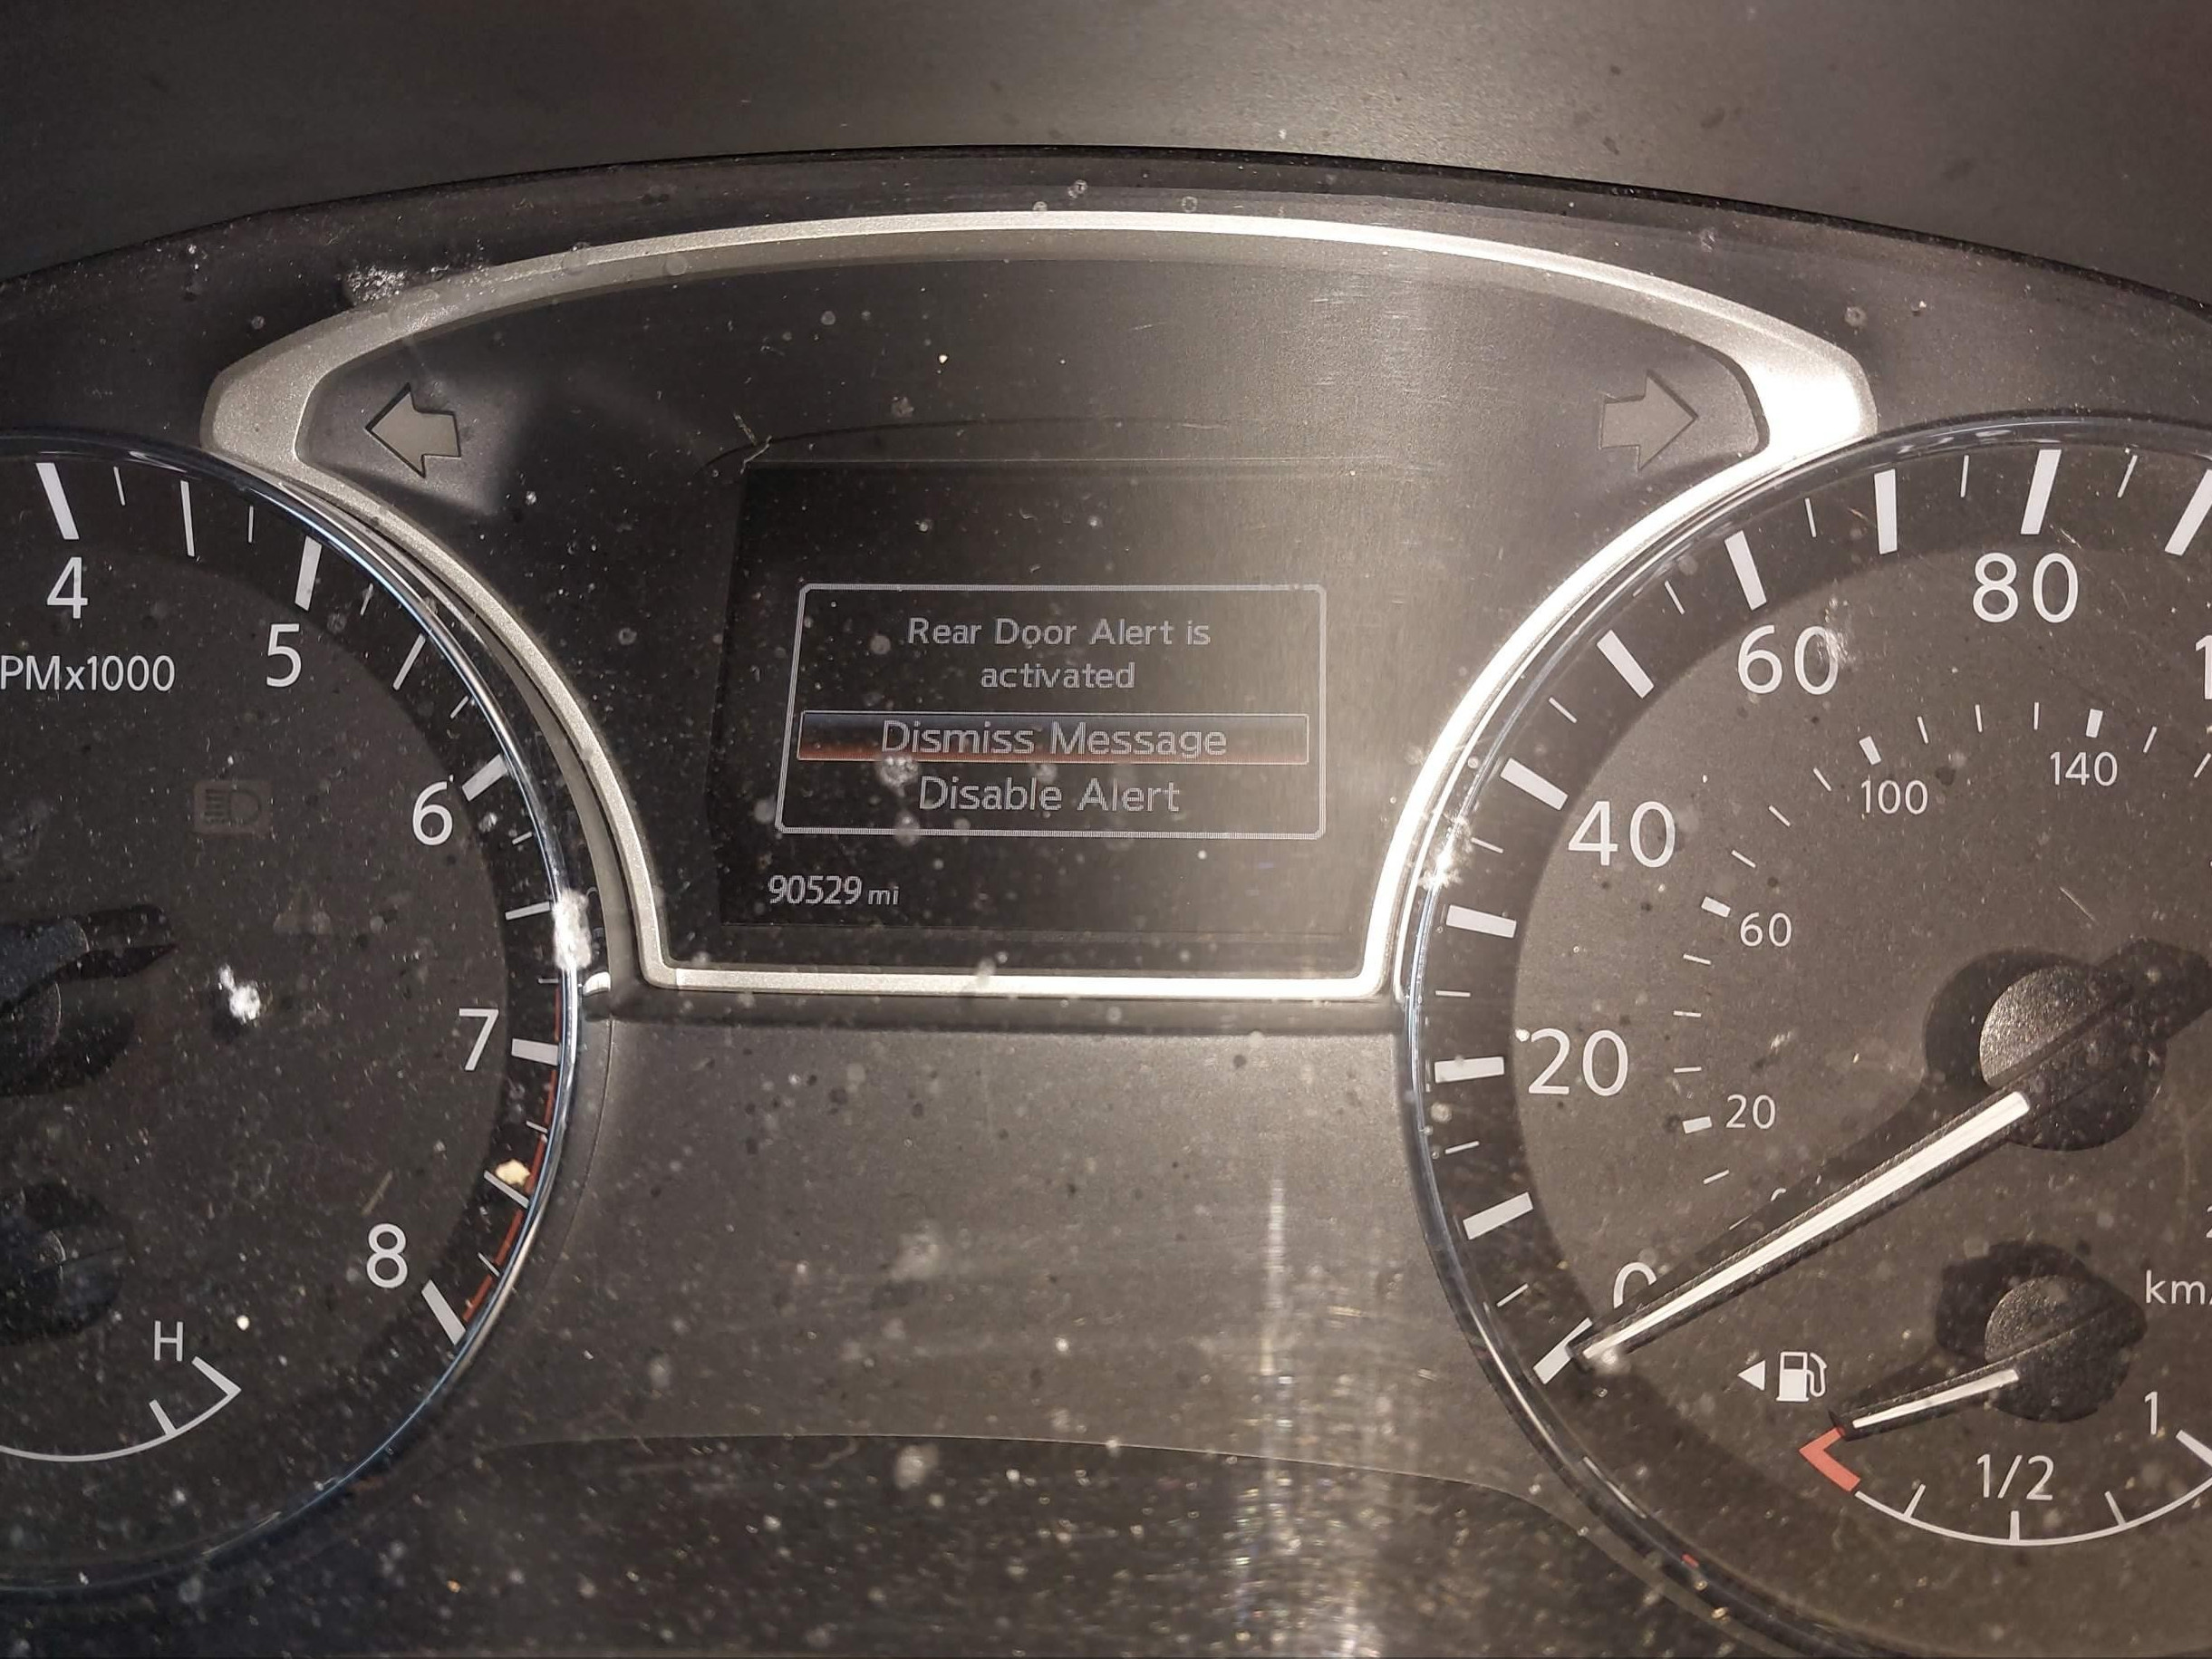 4
PMx1000
5
6
7
8
H
Rear Door Alert is
activated
Dismiss Message
Disable Alert
90529 mi
80
60
40
20
0
140
100
60
20
km
1/2
1